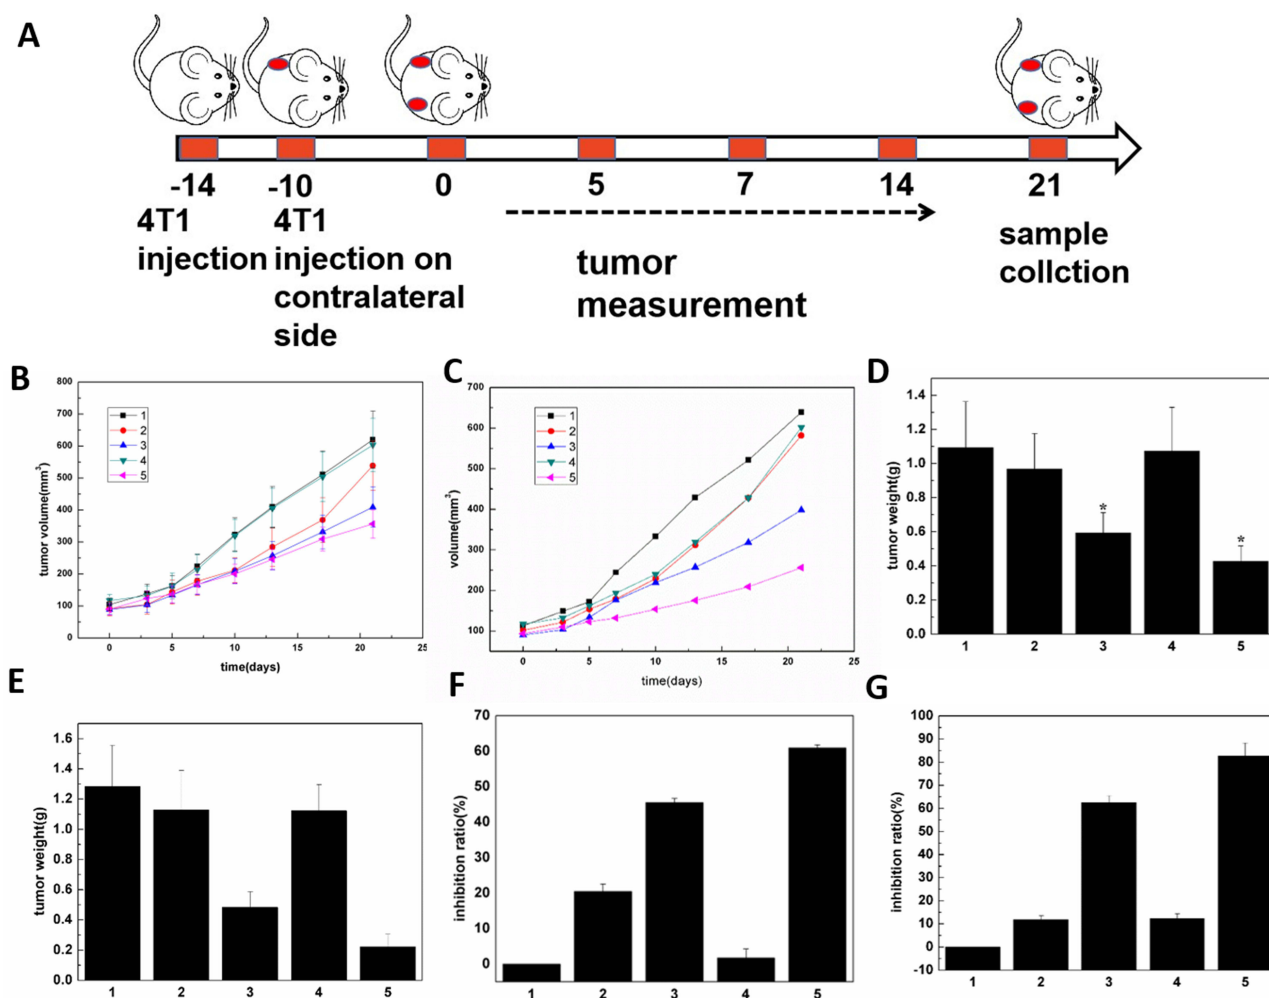 A
-14
-10
0
5
7
14
21
4T1
injection
4T1
injection on
contralateral
side
tumor
measurement
sample
collction
B
800
700
600
500
400
300
200
100
0
tumor volume(mm³)
1
2
3
4
5
0 5 10 15 20 25
time(days)
C
700
600
500
400
300
200
100
volume(mm³)
1
2
3
4
5
0 5 10 15 20 25
time(days)
D
1.4
1.2
1.0
0.8
0.6
0.4
0.2
0.0
tumor weight(g)
*
*
1 2 3 4 5
E
1.6
1.4
1.2
1.0
0.8
0.6
0.4
0.2
0.0
tumor weight(g)
1 2 3 4 5
F
70
60
50
40
30
20
10
0
inhibition ratio(%)
1 2 3 4 5
G
100
90
80
70
60
50
40
30
20
10
0
-10
inhibition ratio(%)
1 2 3 4 5